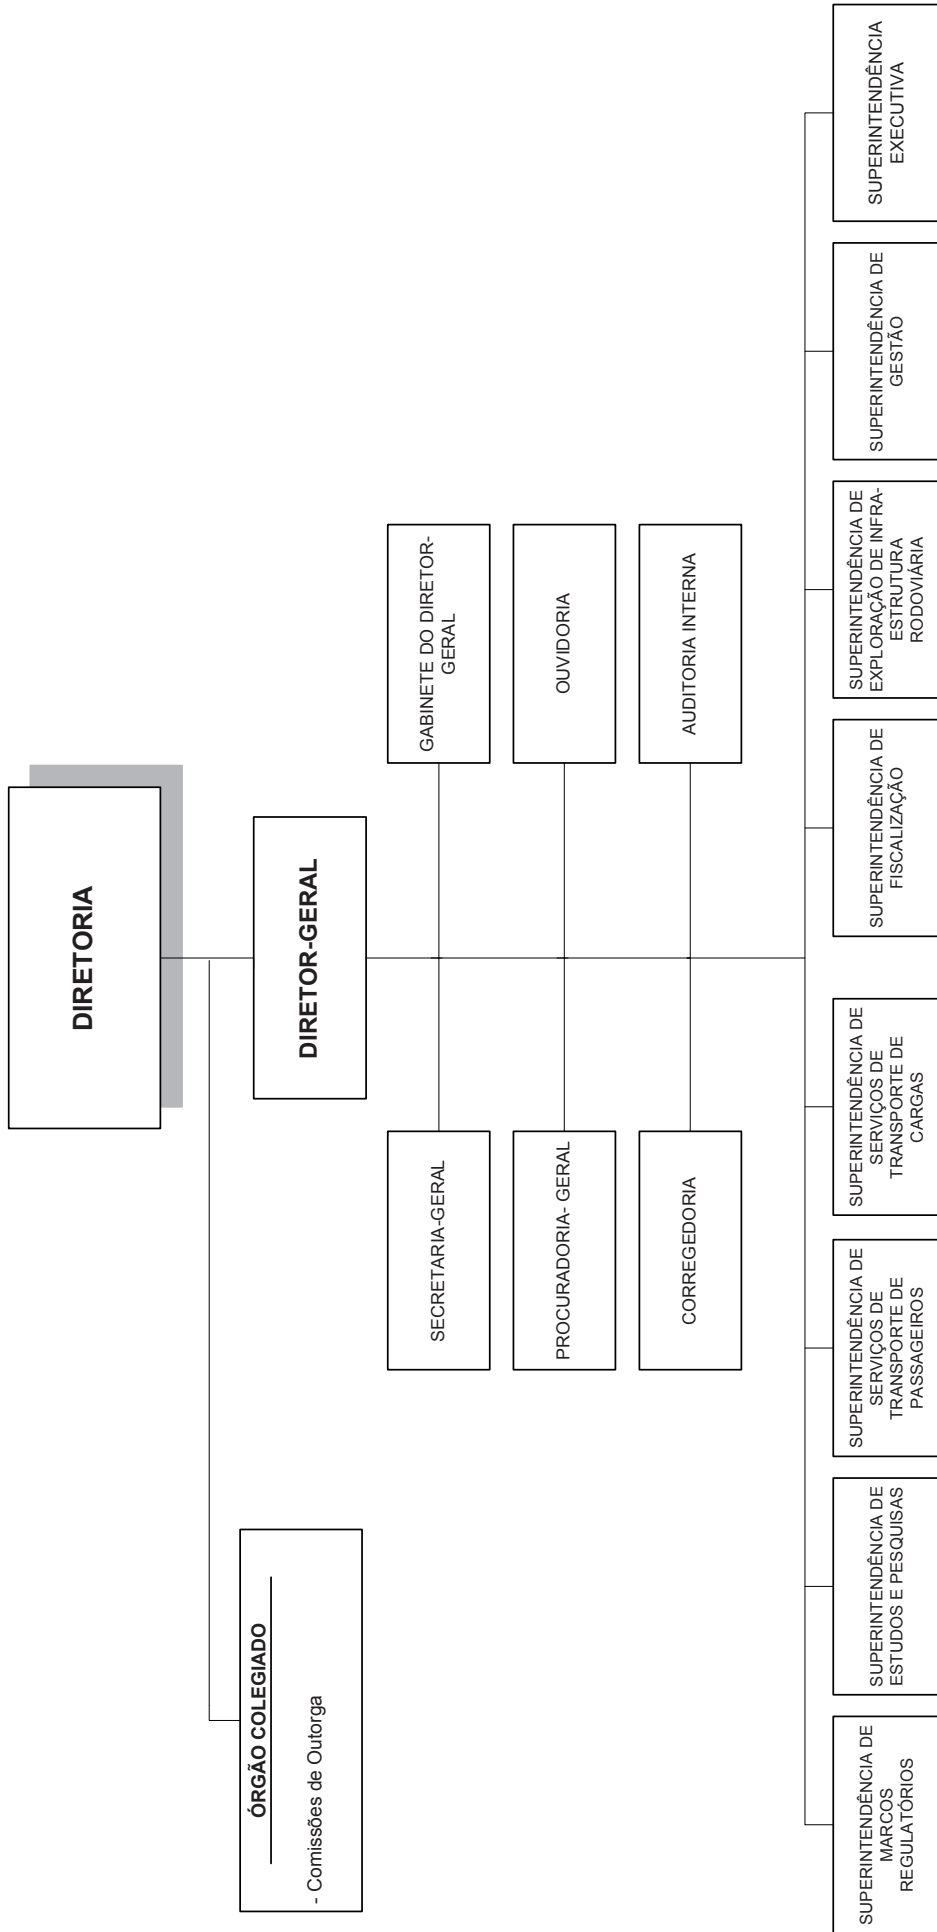 DIRETORIA
ÓRGÃO COLEGIADO
- Comissões de Outorga
DIRETOR-GERAL
SECRETARIA-GERAL
GABINETE DO DIRETOR-
GERAL
PROCURADORIA- GERAL
OUVIDORIA
CORREGEDORIA
AUDITORIA INTERNA
SUPERINTENDÊNCIA DE
MARCOS
REGULATÓRIOS
SUPERINTENDÊNCIA DE
ESTUDOS E PESQUISAS
SUPERINTENDÊNCIA DE
SERVIÇOS DE
TRANSPORTE DE
PASSAGEIROS
SUPERINTENDÊNCIA DE
SERVIÇOS DE
TRANSPORTE DE
CARGAS
SUPERINTENDÊNCIA DE
FISCALIZAÇÃO
SUPERINTENDÊNCIA DE
EXPLORAÇÃO DE INFRA-
ESTRUTURA
RODOVIÁRIA
SUPERINTENDÊNCIA DE
GESTÃO
SUPERINTENDÊNCIA
EXECUTIVA